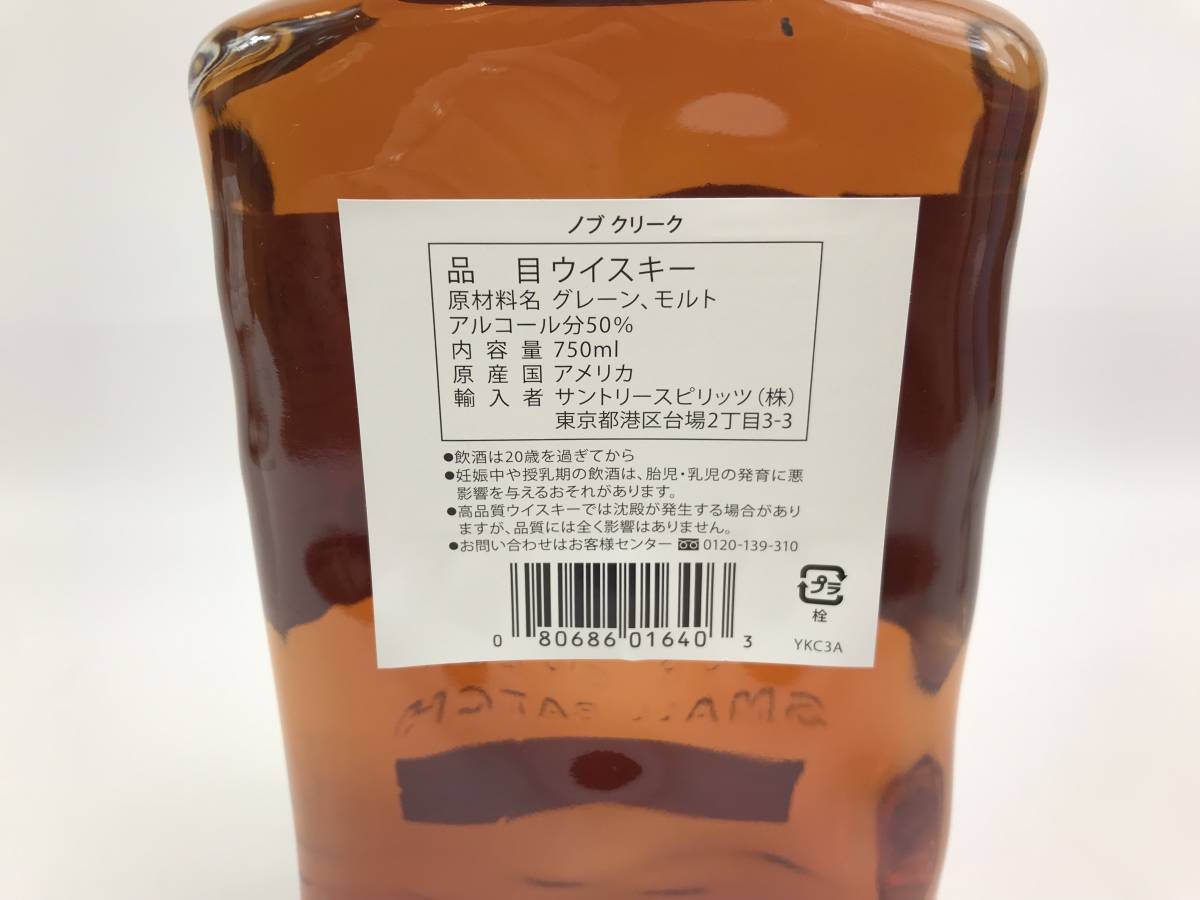 ノブ クリーク
品 目 ウイスキー
原材料名 グレーン、モルト
アルコール分50%
内容量 750ml
原産国 アメリカ
輸入者 サントリースピリッツ(株)
東京都港区台場2丁目3-3
●飲酒は20歳を過ぎてから
●妊娠中や授乳期の飲酒は、胎児・乳児の発育に悪
影響を与えるおそれがあります。
●高品質ウイスキーでは沈殿が発生する場合があり
ますが、品質には全く影響はありません。
●お問い合わせはお客様センター 0120-139-310
プラ
栓
0 80686 01640 3
YKC3A
SMALL BATCH